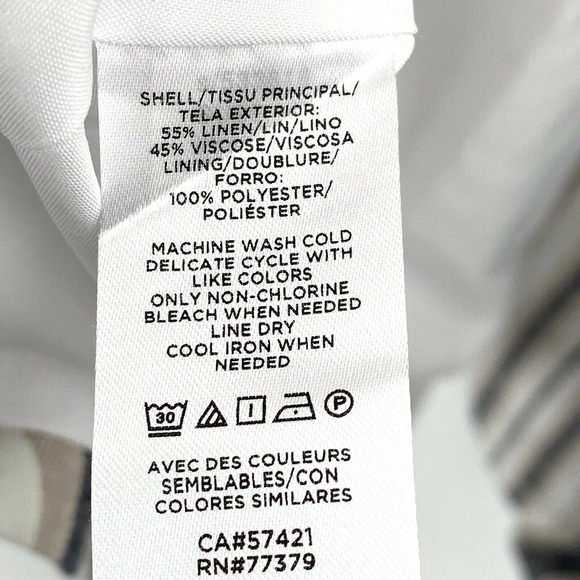 SHELL/TISSU PRINCIPAL/
TELA EXTERIOR:
55% LINEN/LIN/LINO
45% VISCOSE/VISCOSA
LINING/DOUBLURE/
FORRO:
100% POLYESTER/
POLIÉSTER
MACHINE WASH COLD
DELICATE CYCLE WITH
LIKE COLORS
ONLY NON-CHLORINE
BLEACH WHEN NEEDED
LINE DRY
COOL IRON WHEN
NEEDED
30 P
AVEC DES COULEURS
SEMBLABLES/CON
COLORES SIMILARES
CA#57421
RN#77379